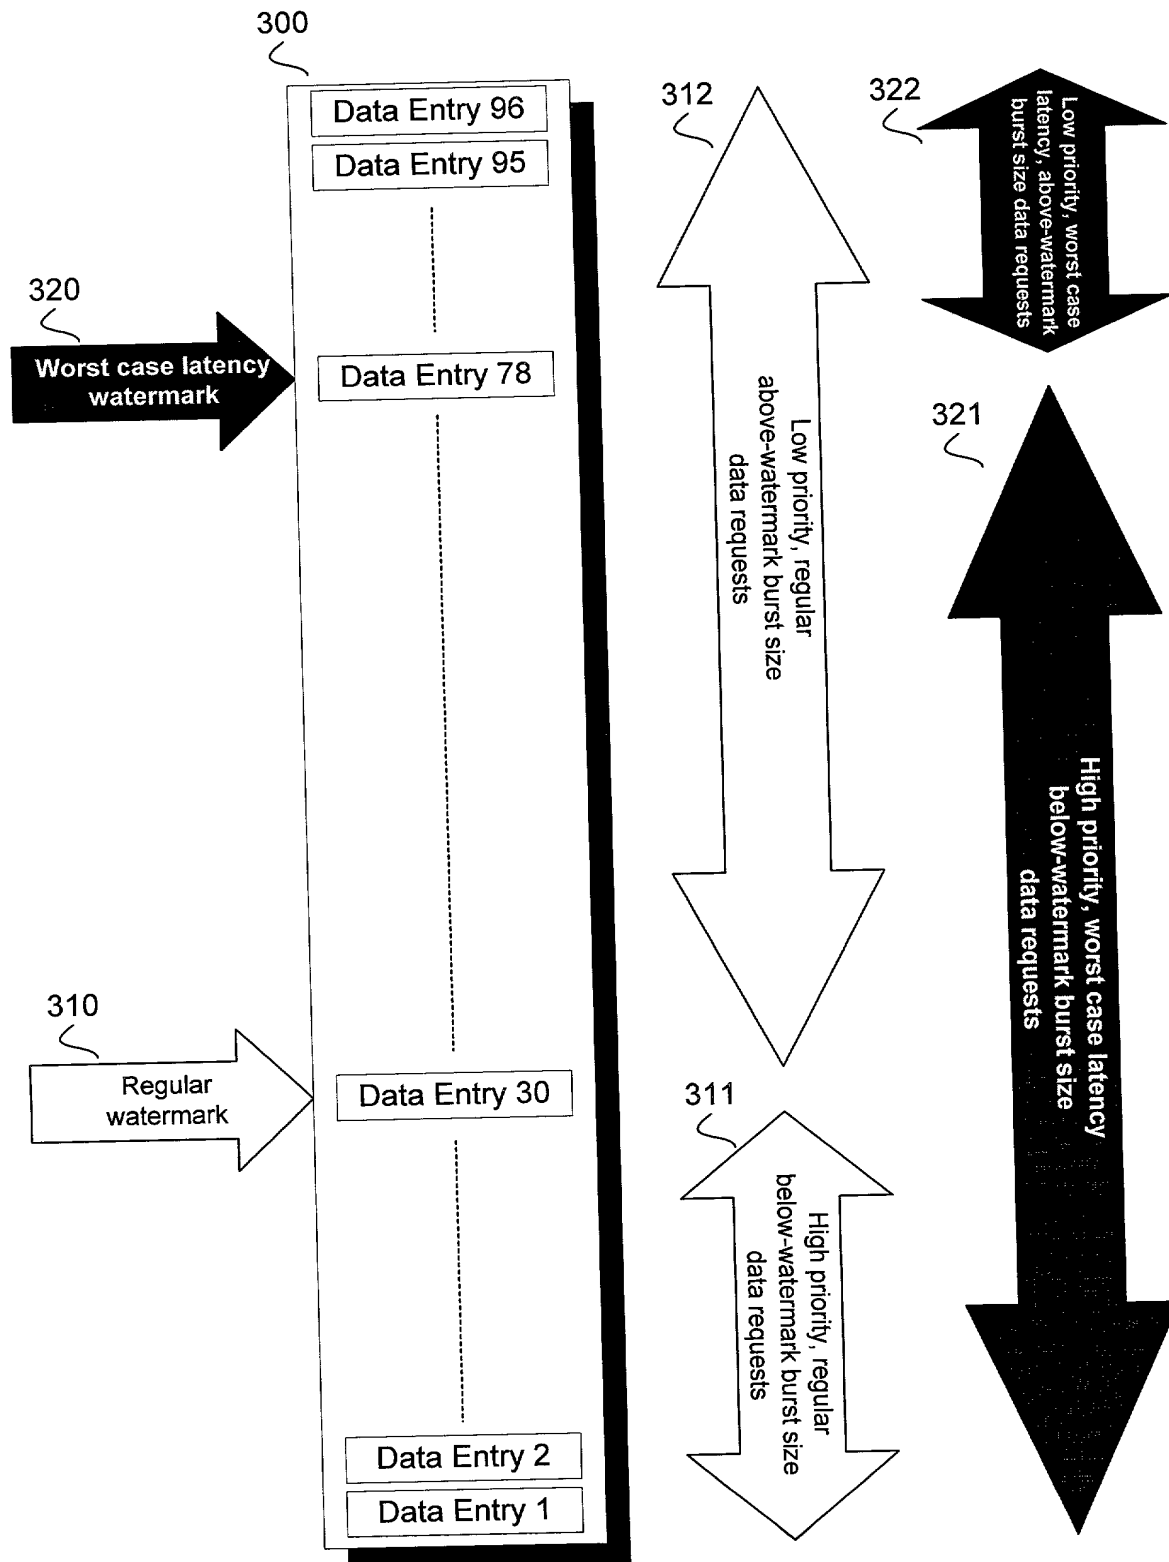 300
Data Entry 96
Data Entry 95
312
322
Low priority, worst case
latency, above-watermark
burst size data requests
320
Worst case latency
watermark
Data Entry 78
Low priority, regular
above-watermark burst size
data requests
321
High priority, worst case latency
below-watermark burst size
data requests
310
Regular
watermark
Data Entry 30
311
High priority, regular
below-watermark burst size
data requests
Data Entry 2
Data Entry 1